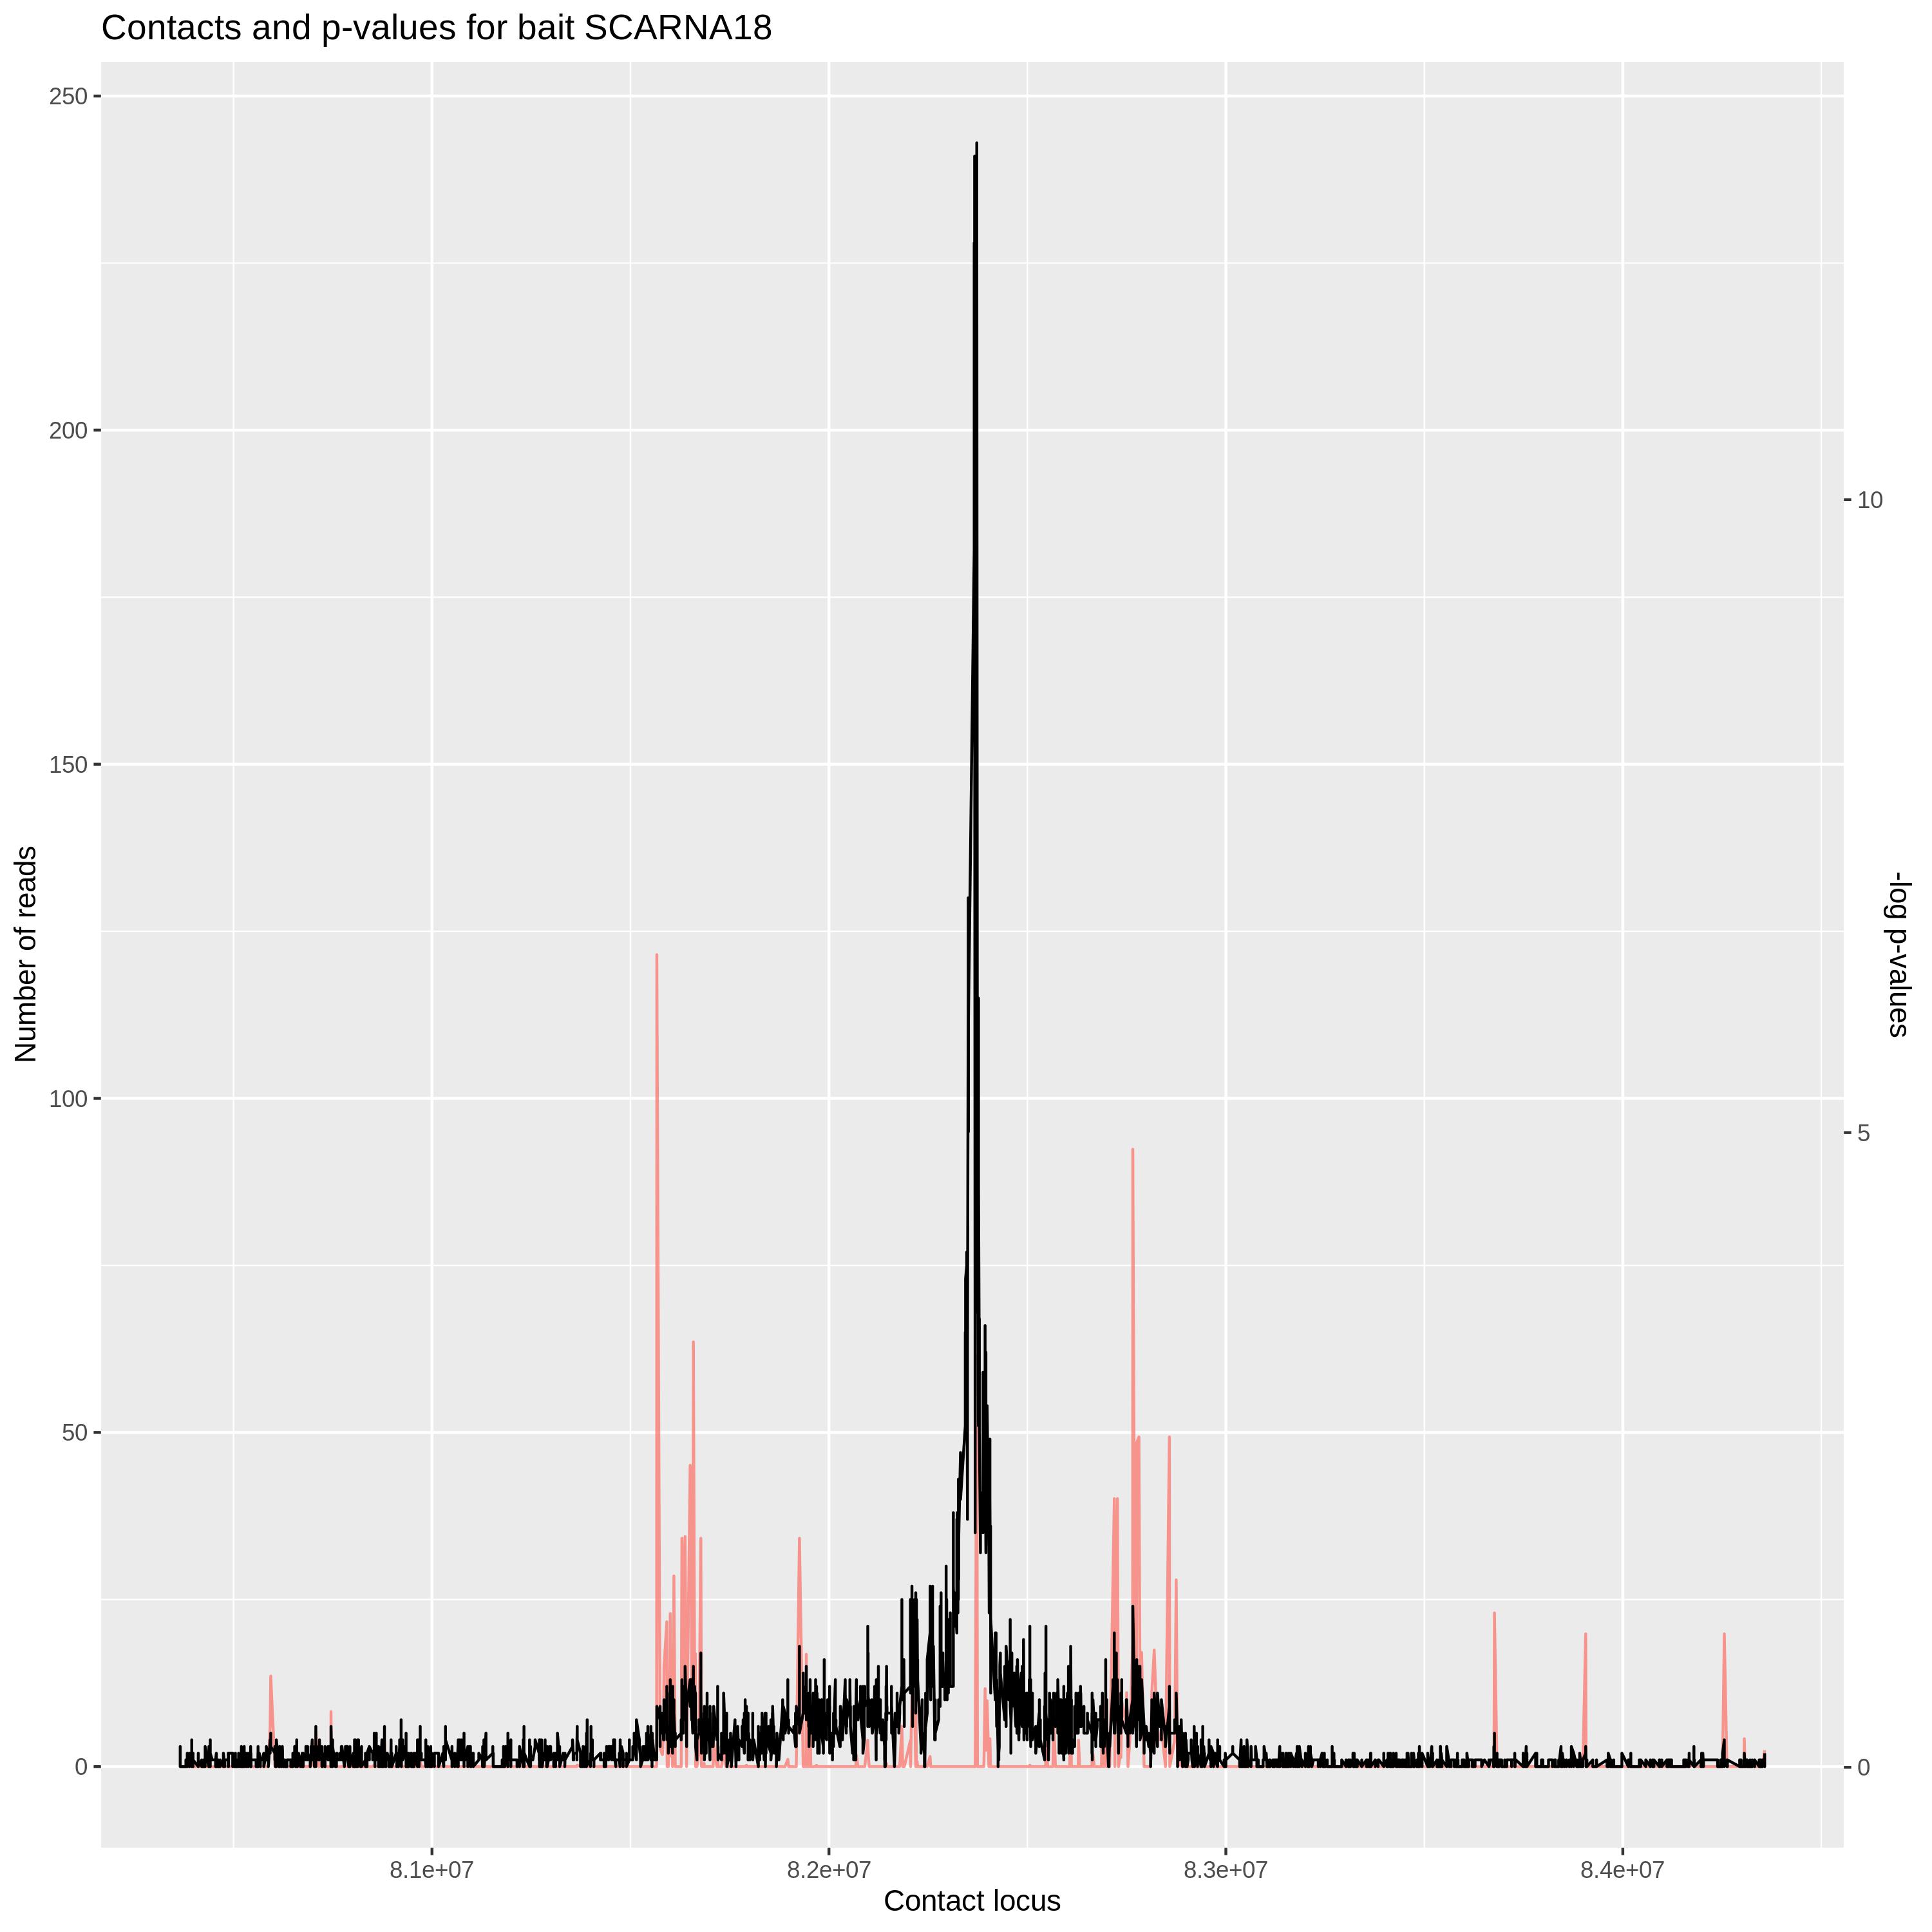 Contacts and p-values for bait SCARNA18
250
200
150
100
50
0
Number of reads
10
5
0
-log p-values
8.1e+07
8.2e+07
8.3e+07
8.4e+07
Contact locus